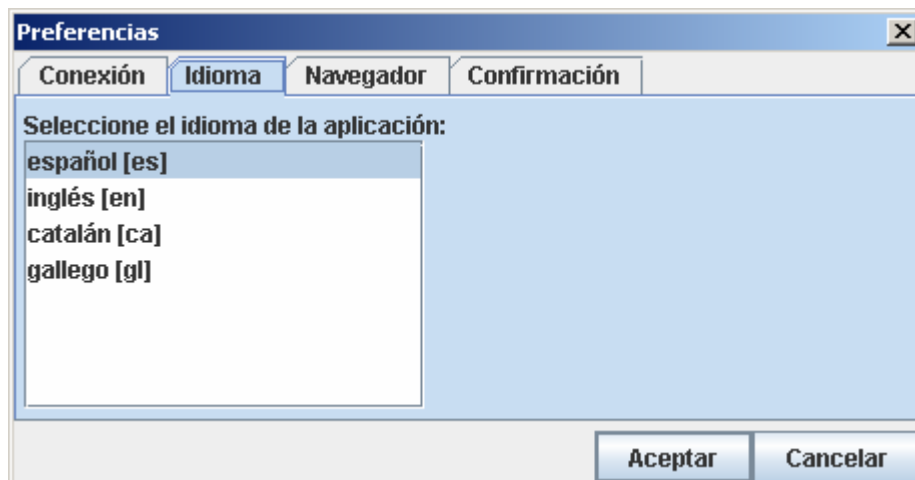 Preferencias
Conexión Idioma Navegador Confirmación
Seleccione el idioma de la aplicación:
español [es]
inglés [en]
catalán [ca]
gallego [gl]
Aceptar Cancelar